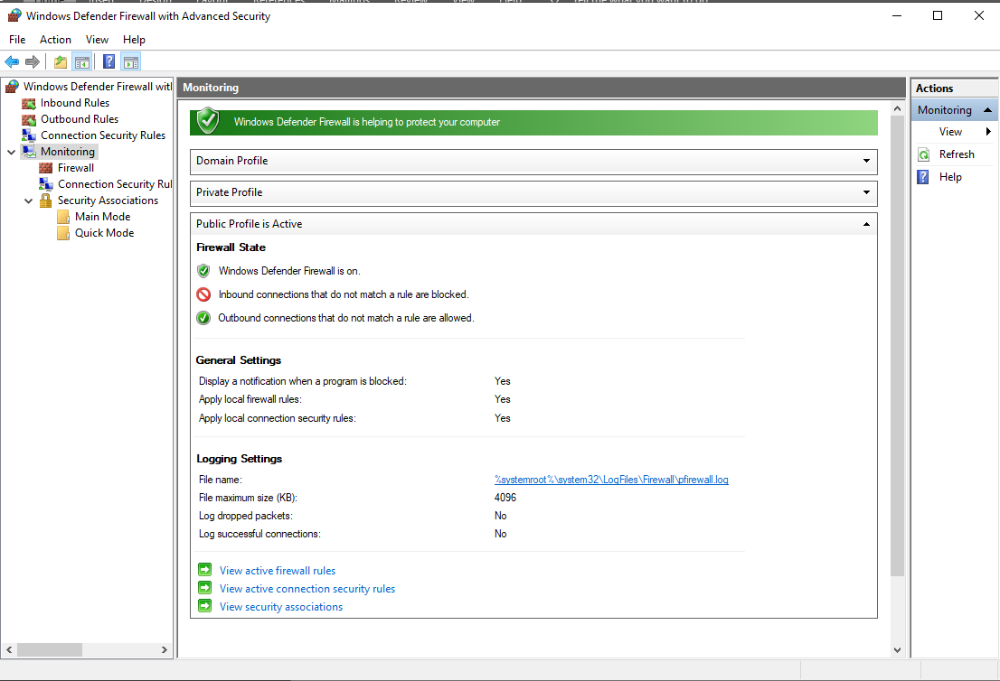 Windows Defender Firewall with Advanced Security
File Action View Help
Windows Defender Firewall with
Inbound Rules
Outbound Rules
Connection Security Rules
Monitoring
Firewall
Connection Security Rul
Security Associations
Main Mode
Quick Mode
Monitoring
Windows Defender Firewall is helping to protect your computer
Domain Profile
Private Profile
Public Profile is Active
Firewall State
Windows Defender Firewall is on.
Inbound connections that do not match a rule are blocked.
Outbound connections that do not match a rule are allowed.
General Settings
Display a notification when a program is blocked: Yes
Apply local firewall rules: Yes
Apply local connection security rules: Yes
Logging Settings
File name: %systemroot%\system32\LogFiles\Firewall\pfirewall.log
File maximum size (KB): 4096
Log dropped packets: No
Log successful connections: No
View active firewall rules
View active connection security rules
View security associations
Actions
Monitoring
View
Refresh
Help